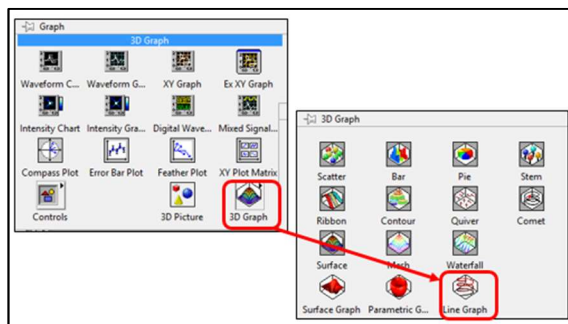 Graph
3D Graph
Waveform C... Waveform G... XY Graph Ex XY Graph
Intensity Chart Intensity Gra... Digital Wave... Mixed Signal...
Compass Plot Error Bar Plot Feather Plot XY Plot Matrix
Controls 3D Picture 3D Graph
3D Graph
Scatter Bar Pie Stem
Ribbon Contour Quiver Comet
Surface Mesh Waterfall
Surface Graph Parametric G... Line Graph